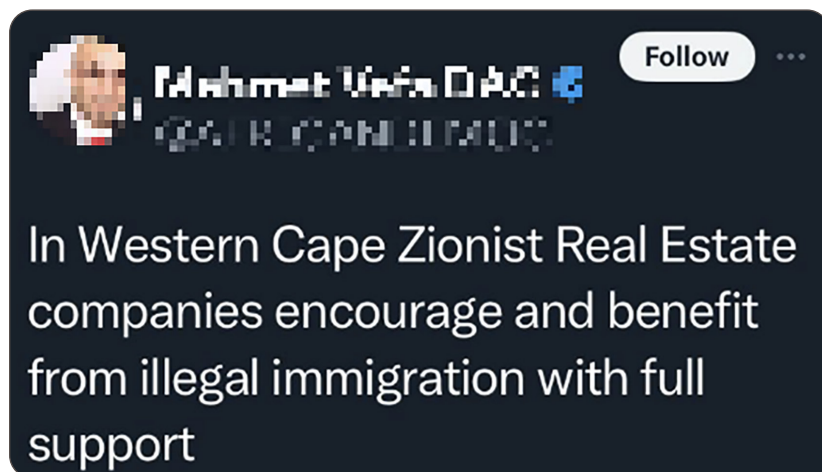 Follow
In Western Cape Zionist Real Estate
companies encourage and benefit
from illegal immigration with full
support